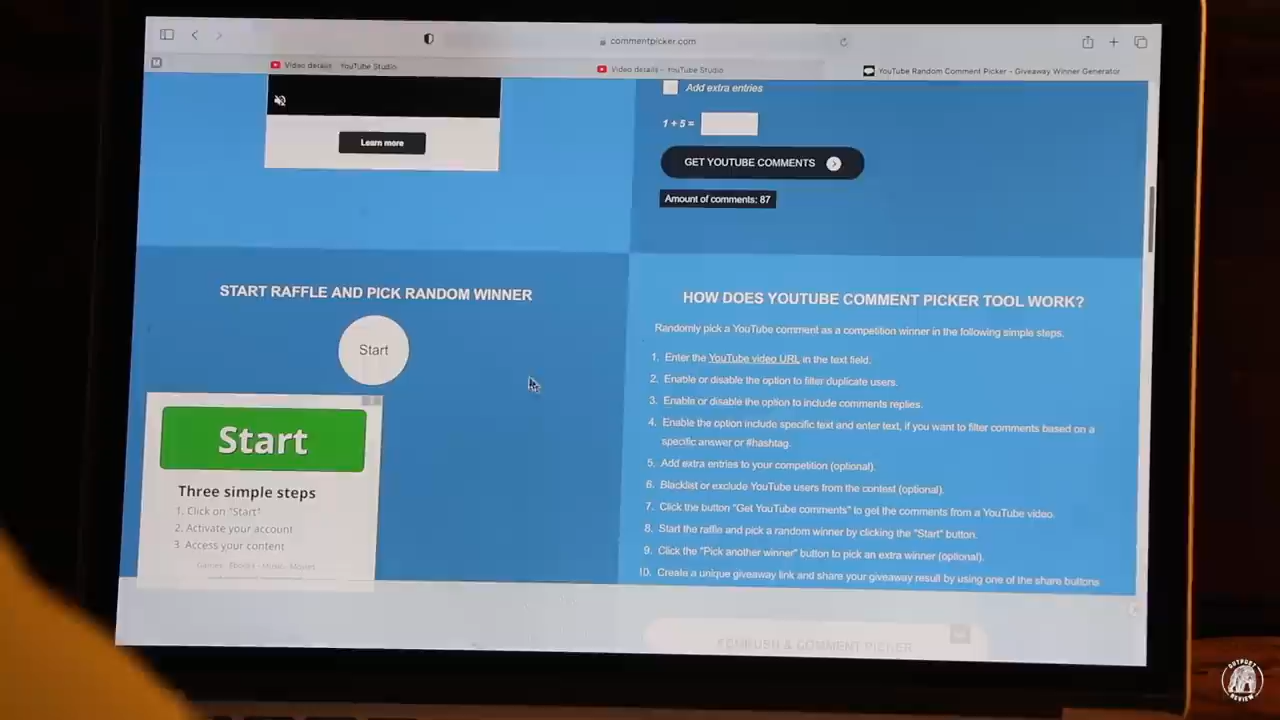 commentpicker.com
Video details - YouTube Studio
Video details - YouTube Studio
YouTube Random Comment Picker - Giveaway Winner Generator
Learn more
Add extra entries
1 + 5 =
GET YOUTUBE COMMENTS
Amount of comments: 87
START RAFFLE AND PICK RANDOM WINNER
Start
Start
Three simple steps
1. Click on "Start"
2. Activate your account
3. Access your content
Games - Ebooks - Music - Movies
HOW DOES YOUTUBE COMMENT PICKER TOOL WORK?
Randomly pick a YouTube comment as a competition winner in the following simple steps.
1. Enter the YouTube video URL in the text field.
2. Enable or disable the option to filter duplicate users.
3. Enable or disable the option to include comments replies.
4. Enable the option include specific text and enter text, if you want to filter comments based on a
specific answer or #hashtag.
5. Add extra entries to your competition (optional).
6. Blacklist or exclude YouTube users from the contest (optional).
7. Click the button "Get YouTube comments" to get the comments from a YouTube video.
8. Start the raffle and pick a random winner by clicking the "Start" button.
9. Click the "Pick another winner" button to pick an extra winner (optional).
10. Create a unique giveaway link and share your giveaway result by using one of the share buttons
& COMMENT PICKER
OUTPOST
REVIEW